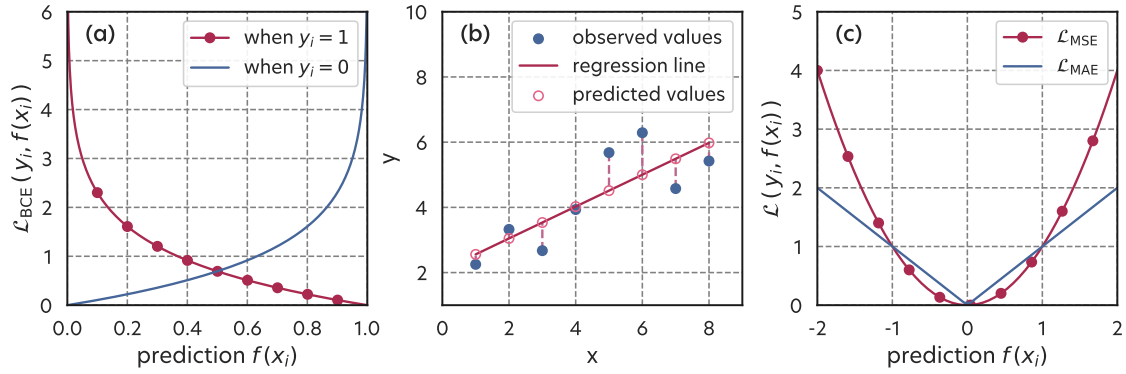 (a)
when yᵢ = 1
when yᵢ = 0
6
5
4
3
2
1
0
0.0 0.2 0.4 0.6 0.8 1.0
prediction f(xᵢ)
ℒ_BCE (yᵢ, f(xᵢ))
(b)
observed values
regression line
predicted values
10
8
6
4
2
0 2 4 6 8
x
y
(c)
ℒ_MSE
ℒ_MAE
5
4
3
2
1
0
-2 -1 0 1 2
prediction f(xᵢ)
ℒ (yᵢ, f(xᵢ))